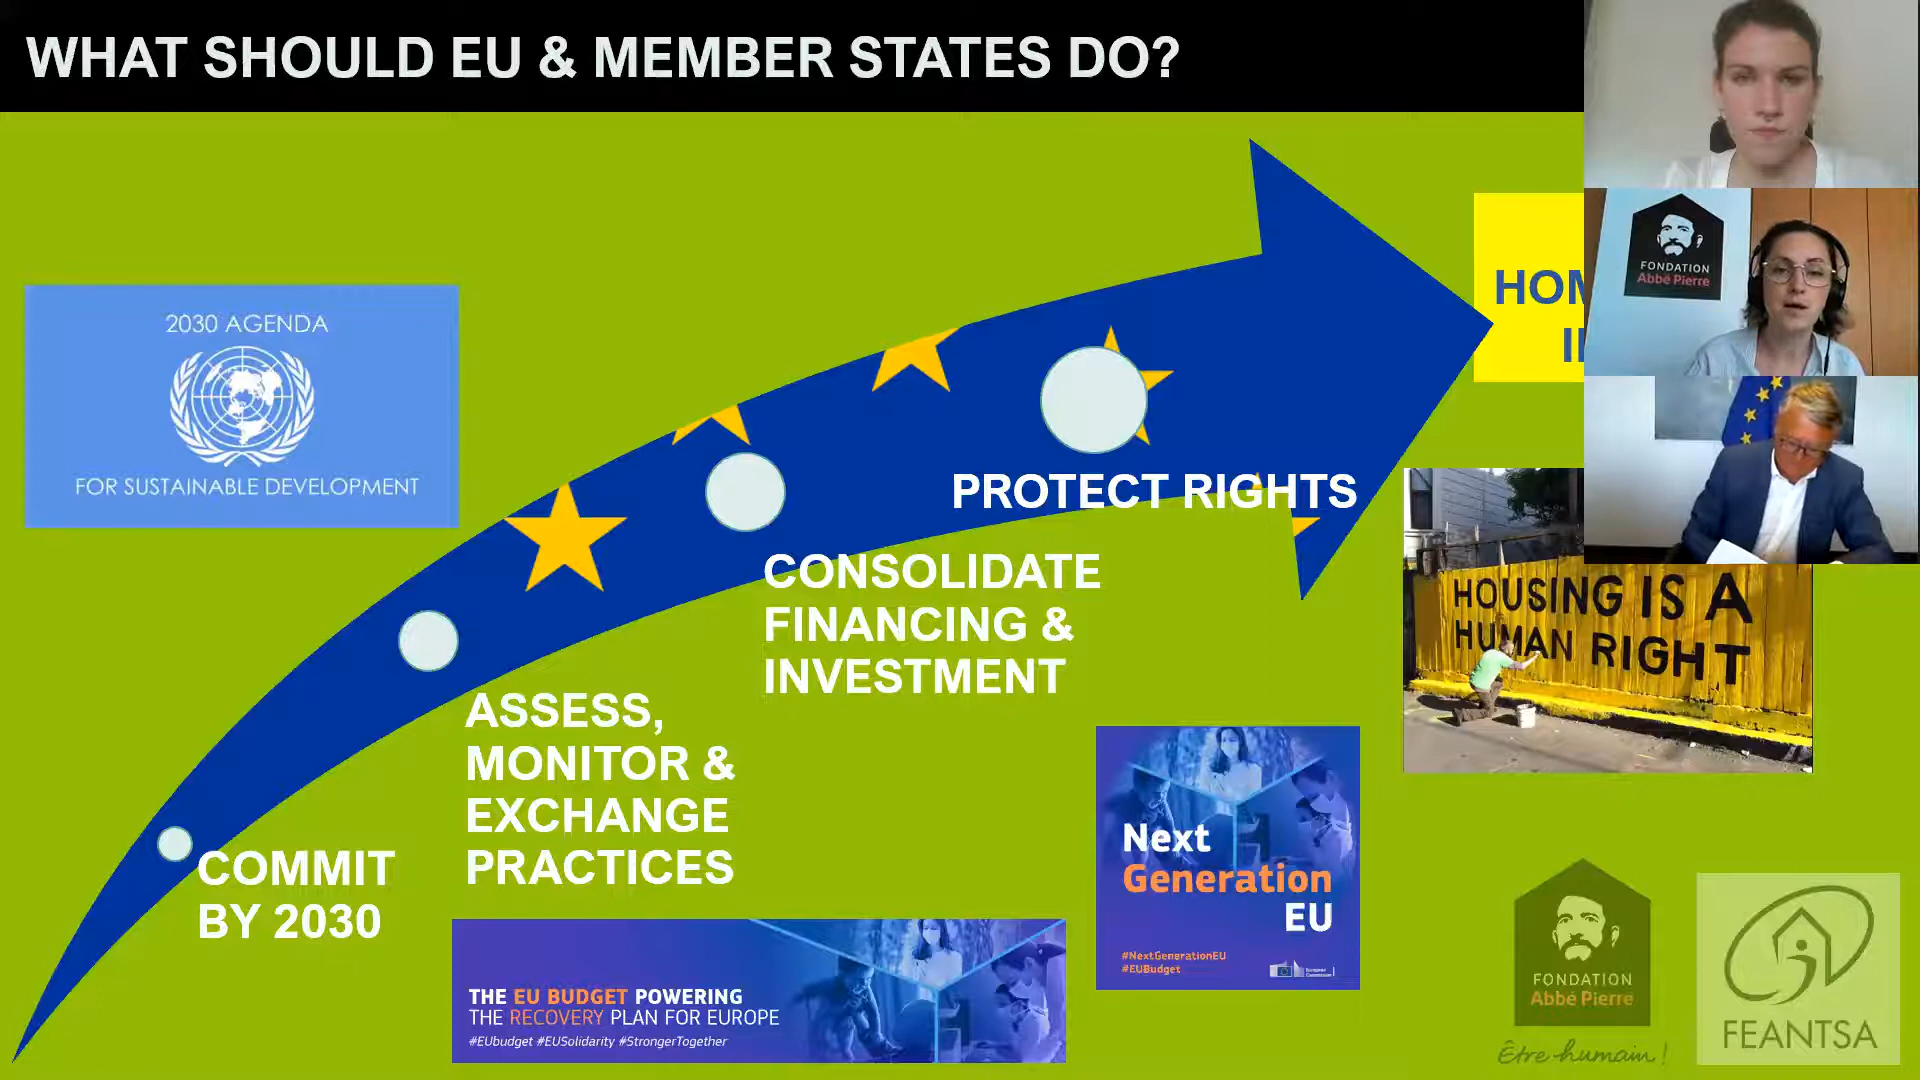 WHAT SHOULD EU & MEMBER STATES DO?
2030 AGENDA
FOR SUSTAINABLE DEVELOPMENT
FONDATION
Abbé Pierre
PROTECT RIGHTS
CONSOLIDATE
FINANCING &
INVESTMENT
HOUSING IS A
HUMAN RIGHT
ASSESS,
MONITOR &
EXCHANGE
PRACTICES
COMMIT
BY 2030
Next
Generation
EU
#NextGenerationEU
#EUBudget
European
Commission
THE EU BUDGET POWERING
THE RECOVERY PLAN FOR EUROPE
#EUbudget #EUSolidarity #StrongerTogether
FONDATION
Abbé Pierre
Être humain !
FEANTSA